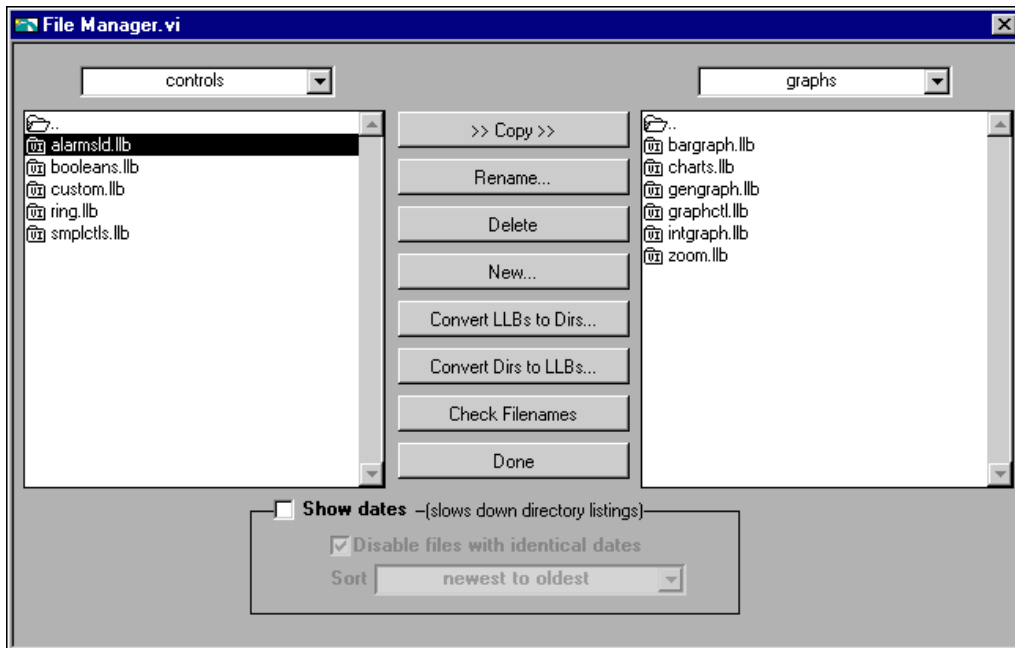 File Manager.vi
controls
graphs
..
alarmsld.llb
booleans.llb
custom.llb
ring.llb
smplctls.llb
>> Copy >>
Rename...
Delete
New...
Convert LLBs to Dirs...
Convert Dirs to LLBs...
Check Filenames
Done
..
bargraph.llb
charts.llb
gengraph.llb
graphctl.llb
intgraph.llb
zoom.llb
Show dates –(slows down directory listings)
Disable files with identical dates
Sort newest to oldest